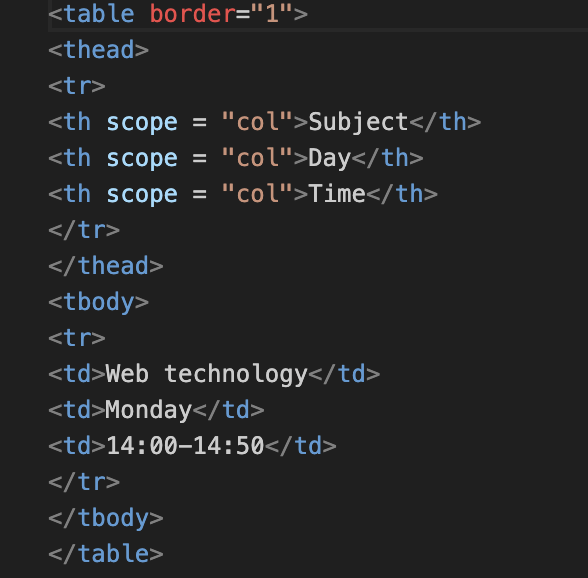 <table border="1">
<thead>
<tr>
<th scope = "col">Subject</th>
<th scope = "col">Day</th>
<th scope = "col">Time</th>
</tr>
</thead>
<tbody>
<tr>
<td>Web technology</td>
<td>Monday</td>
<td>14:00-14:50</td>
</tr>
</tbody>
</table>